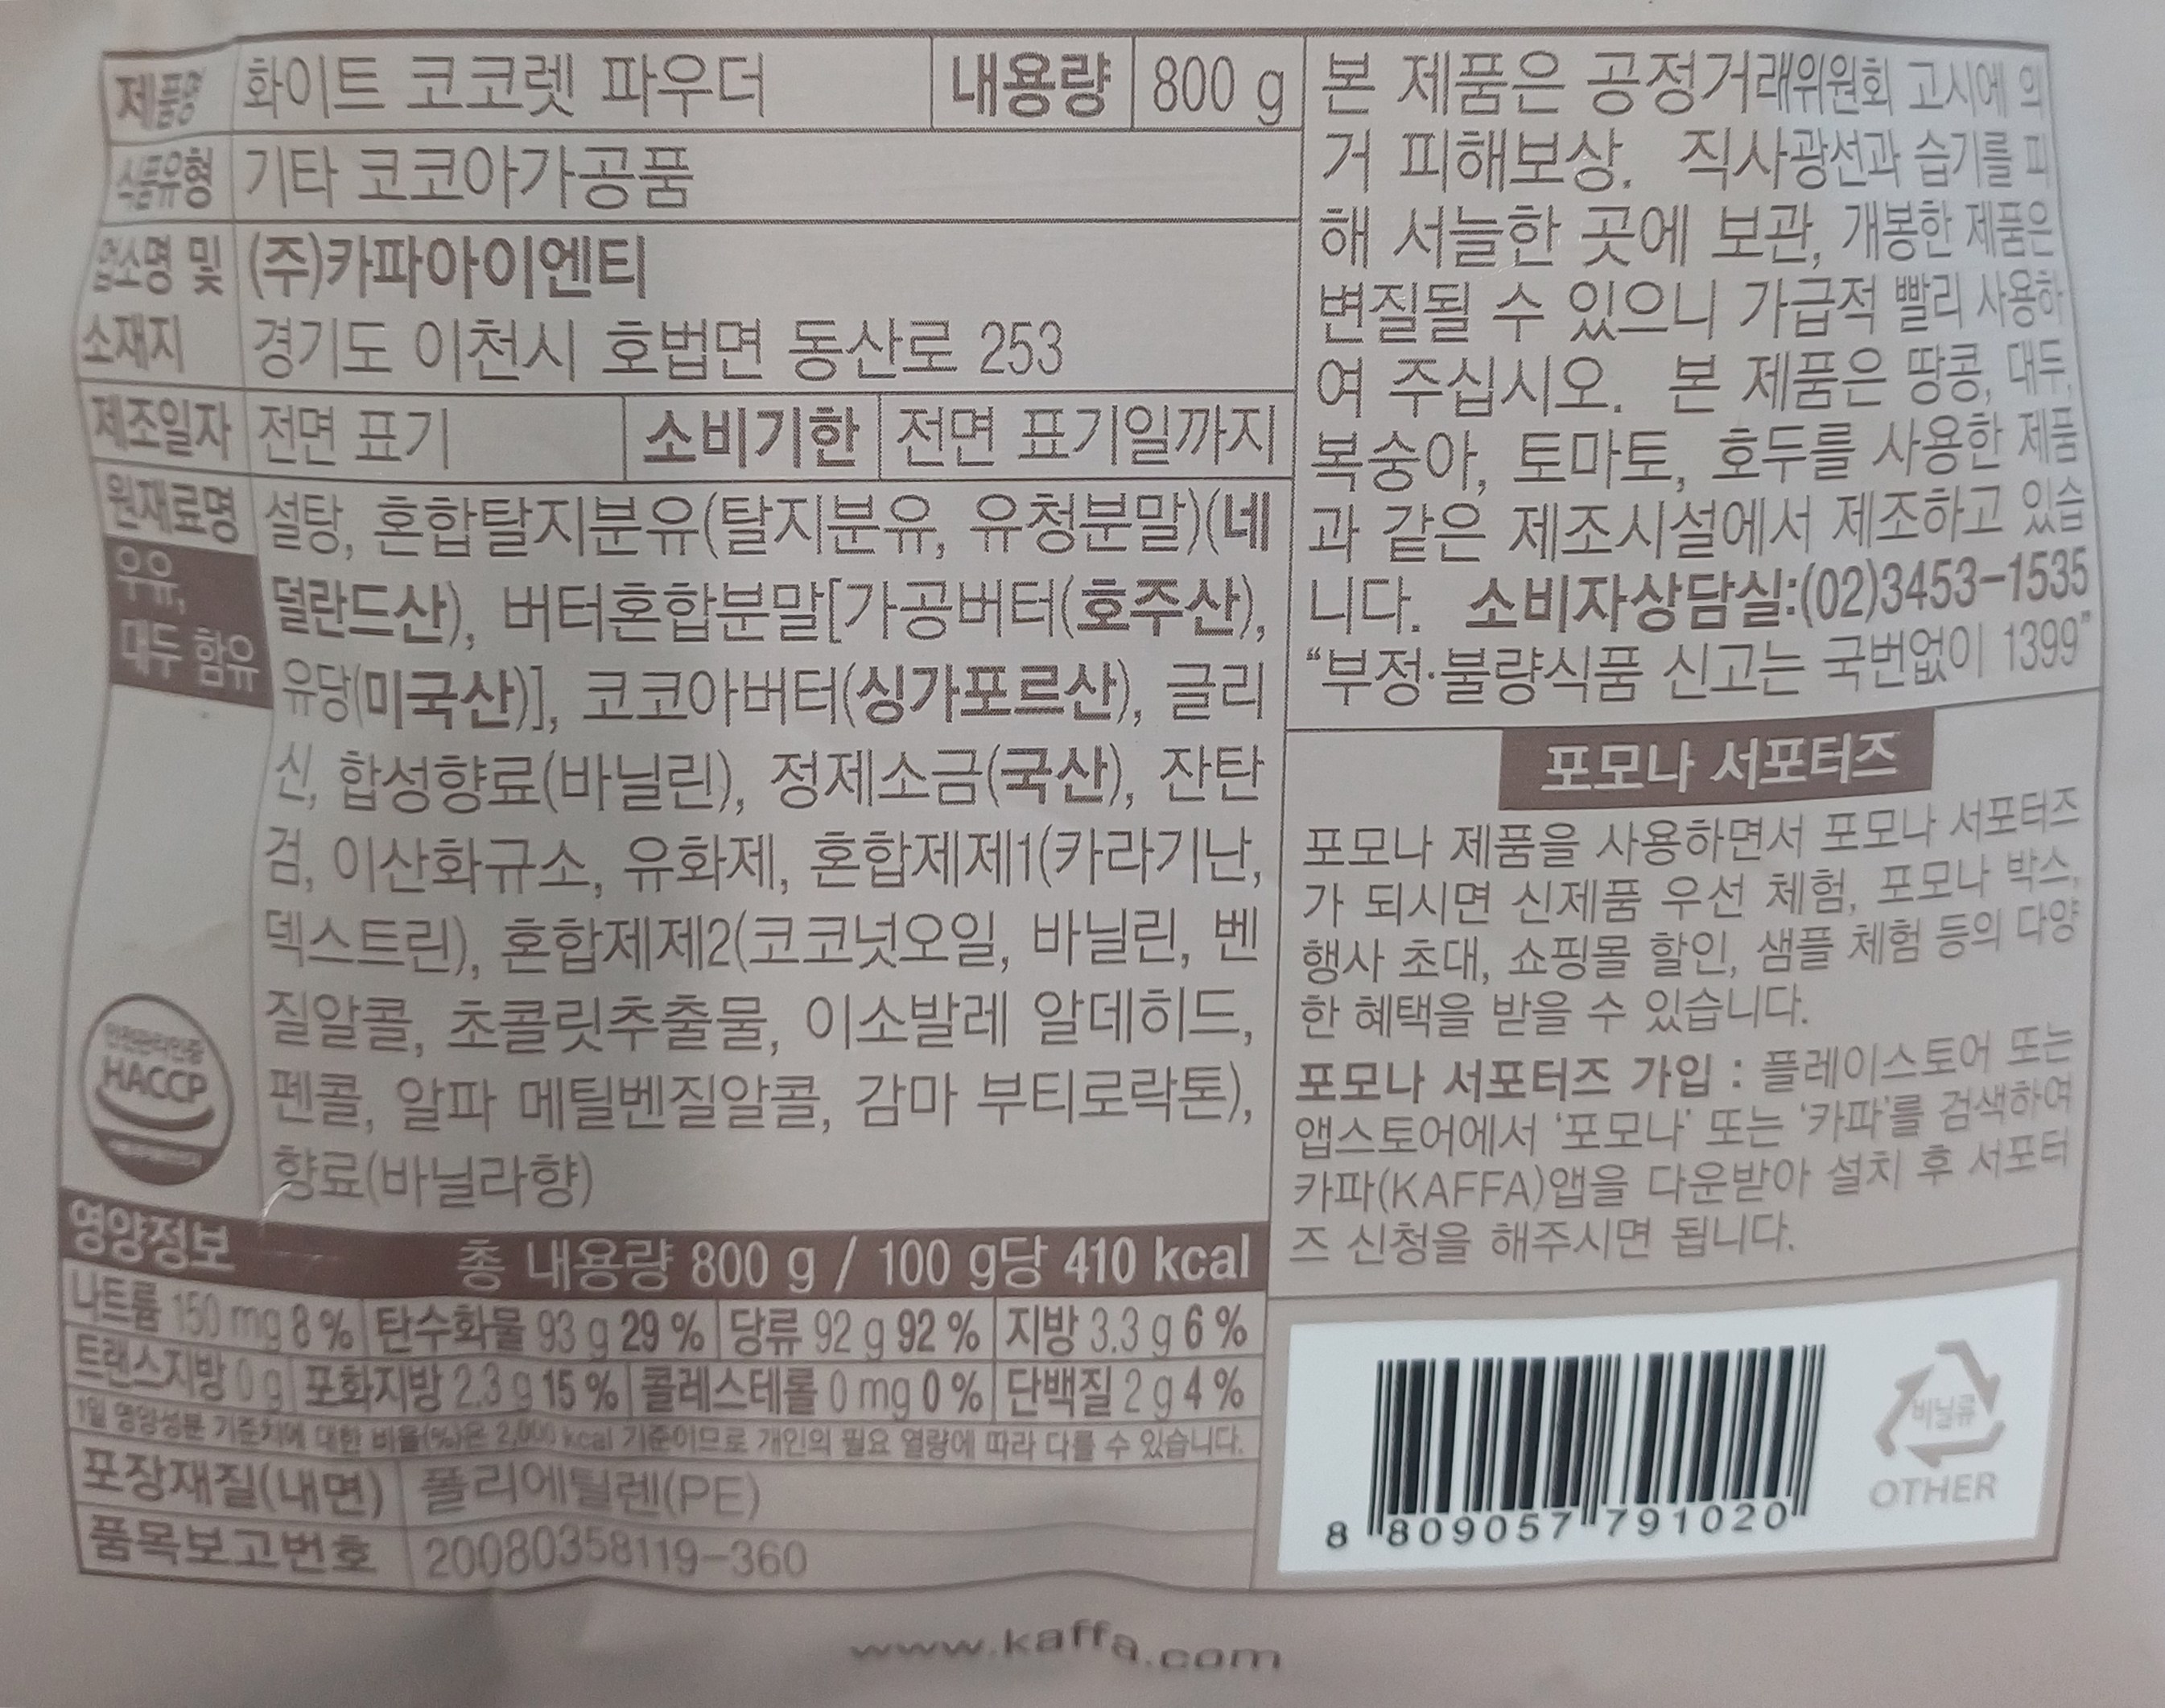 제품명 화이트 코코렛 파우더 내용량 800 g
식품유형 기타 코코아가공품
업소명 및 (주)카파아이엔티
소재지 경기도 이천시 호법면 동산로 253
제조일자 전면 표기 소비기한 전면 표기일까지
원재료명 설탕, 혼합탈지분유(탈지분유, 유청분말)(네
우유, 덜란드산), 버터혼합분말[가공버터(호주산),
대두 함유 유당(미국산)], 코코아버터(싱가포르산), 글리
신, 합성향료(바닐린), 정제소금(국산), 잔탄
검, 이산화규소, 유화제, 혼합제제1(카라기난,
덱스트린), 혼합제제2(코코넛오일, 바닐린, 벤
질알콜, 초콜릿추출물, 이소발레 알데히드,
펜콜, 알파 메틸벤질알콜, 감마 부티로락톤),
향료(바닐라향)
안전관리인증
HACCP
영양정보 총 내용량 800 g / 100 g당 410 kcal
나트륨 150 mg 8 % 탄수화물 93 g 29 % 당류 92 g 92 % 지방 3.3 g 6 %
트랜스지방 0 g 포화지방 2.3 g 15 % 콜레스테롤 0 mg 0 % 단백질 2 g 4 %
1일 영양성분 기준치에 대한 비율(%)은 2,000 kcal 기준이므로 개인의 필요 열량에 따라 다를 수 있습니다.
포장재질(내면) 폴리에틸렌(PE)
품목보고번호 20080358119-360
본 제품은 공정거래위원회 고시에 의
거 피해보상. 직사광선과 습기를 피
해 서늘한 곳에 보관, 개봉한 제품은
변질될 수 있으니 가급적 빨리 사용하
여 주십시오. 본 제품은 땅콩, 대두,
복숭아, 토마토, 호두를 사용한 제품
과 같은 제조시설에서 제조하고 있습
니다. 소비자상담실:(02)3453-1535
“부정·불량식품 신고는 국번없이 1399”
포모나 서포터즈
포모나 제품을 사용하면서 포모나 서포터즈
가 되시면 신제품 우선 체험, 포모나 박스,
행사 초대, 쇼핑몰 할인, 샘플 체험 등의 다양
한 혜택을 받을 수 있습니다.
포모나 서포터즈 가입 : 플레이스토어 또는
앱스토어에서 '포모나' 또는 '카파'를 검색하여
카파(KAFFA)앱을 다운받아 설치 후 서포터
즈 신청을 해주시면 됩니다.
8 809057 791020
비닐류
OTHER
www.kaffa.com